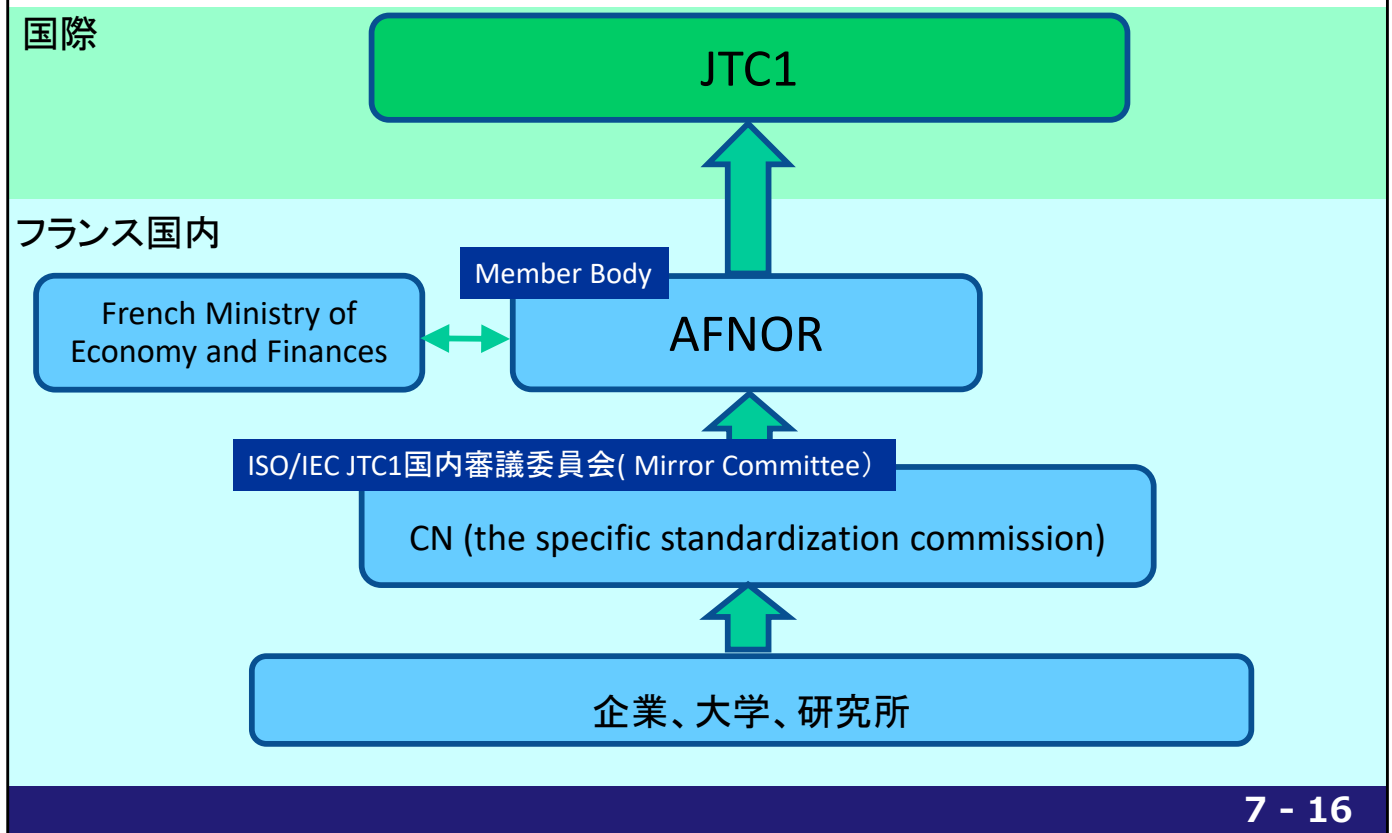 国際
JTC1
フランス国内
Member Body
French Ministry of
Economy and Finances
AFNOR
ISO/IEC JTC1国内審議委員会( Mirror Committee）
CN (the specific standardization commission)
企業、大学、研究所
7 - 16